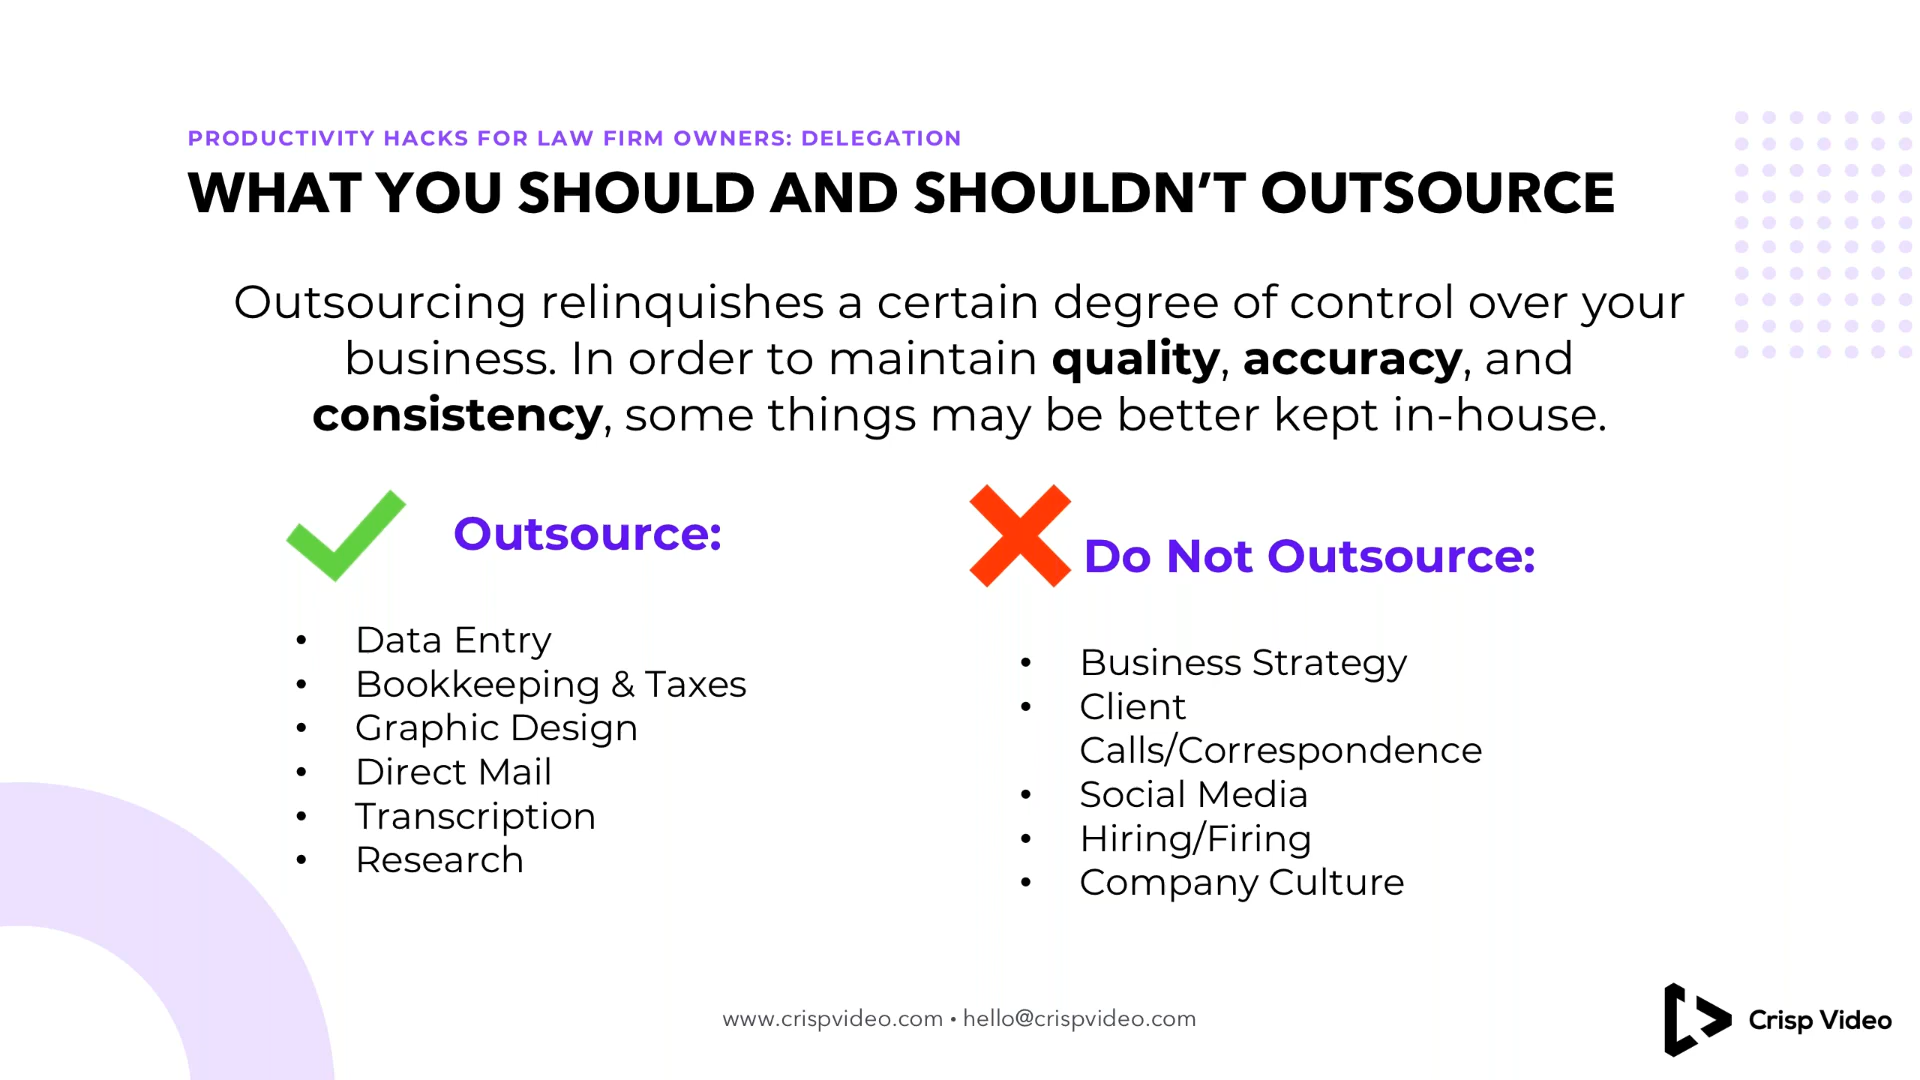 PRODUCTIVITY HACKS FOR LAW FIRM OWNERS: DELEGATION
WHAT YOU SHOULD AND SHOULDN’T OUTSOURCE
Outsourcing relinquishes a certain degree of control over your
business. In order to maintain quality, accuracy, and
consistency, some things may be better kept in-house.
Outsource:
• Data Entry
• Bookkeeping & Taxes
• Graphic Design
• Direct Mail
• Transcription
• Research
Do Not Outsource:
• Business Strategy
• Client
Calls/Correspondence
• Social Media
• Hiring/Firing
• Company Culture
www.crispvideo.com • hello@crispvideo.com
Crisp Video